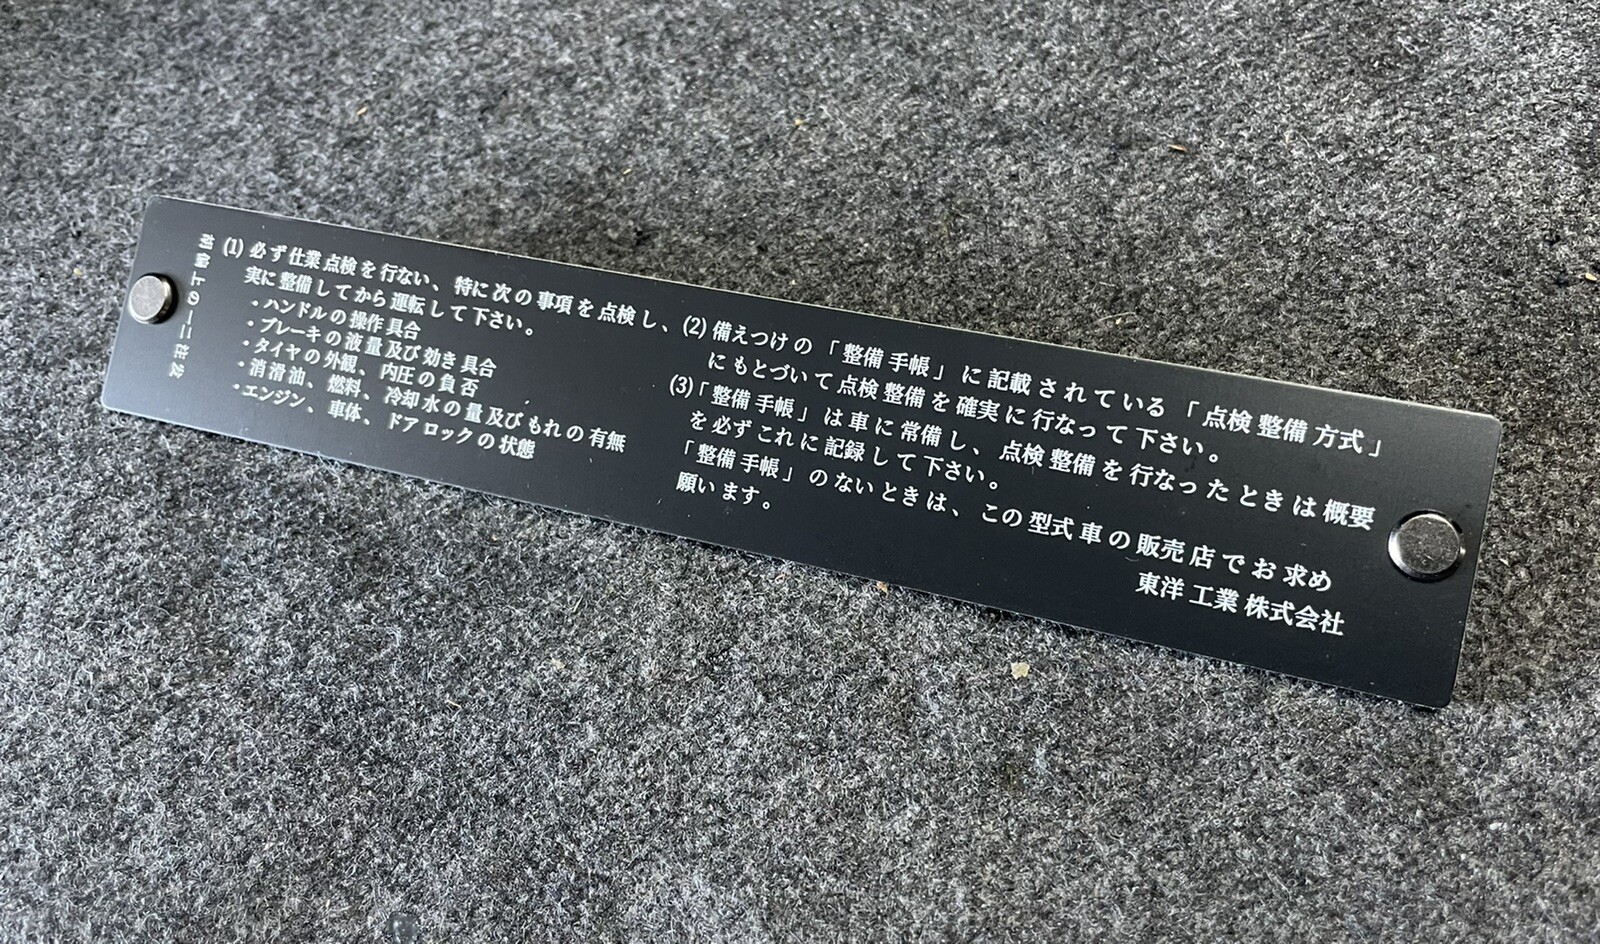 (1) 必ず仕業点検を行ない、特に次の事項を点検し、
実に整備してから運転して下さい。
・ハンドルの操作具合
・ブレーキの液量及び効き具合
・タイヤの外観、内圧の負否
・消滑油、燃料、冷却水の量及びもれの有無
・エンジン、車体、ドアロックの状態
(2) 備えつけの「整備手帳」に記載されている「点検整備方式」
にもとづいて点検整備を確実に行なって下さい。
(3)「整備手帳」は車に常備し、点検整備を行なったときは概要
を必ずこれに記録して下さい。
「整備手帳」のないときは、この型式車の販売店でお求め
願います。
東洋工業株式会社